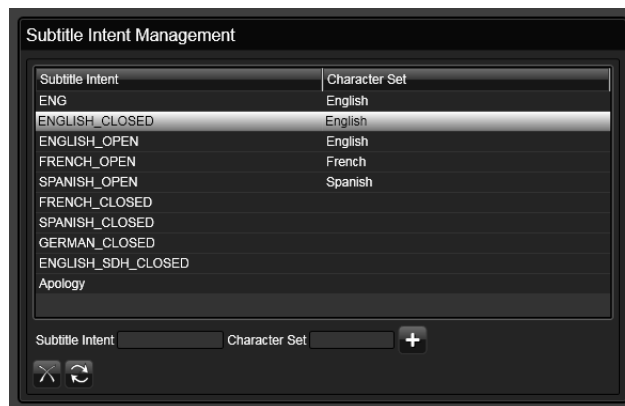 Subtitle Intent Management
Subtitle Intent Character Set
ENG English
ENGLISH_CLOSED English
ENGLISH_OPEN English
FRENCH_OPEN French
SPANISH_OPEN Spanish
FRENCH_CLOSED
SPANISH_CLOSED
GERMAN_CLOSED
ENGLISH_SDH_CLOSED
Apology
Subtitle Intent Character Set